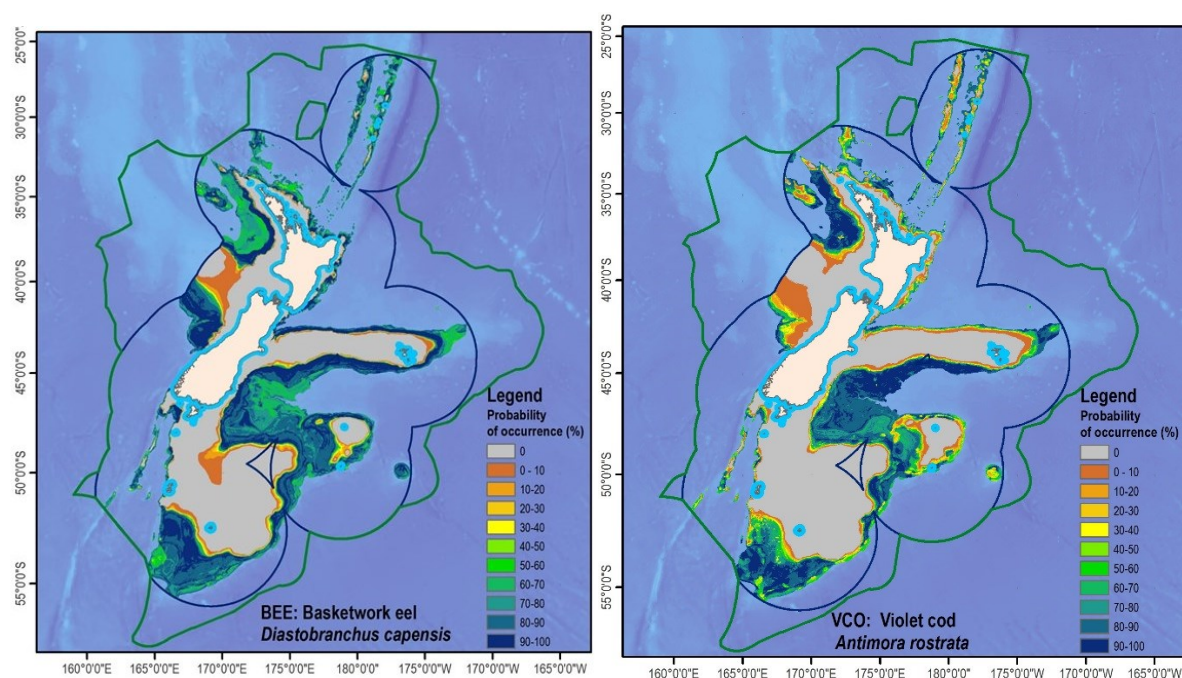 25°0'0"S
30°0'0"S
35°0'0"S
40°0'0"S
45°0'0"S
50°0'0"S
55°0'0"S
Legend
Probability
of occurrence (%)
0
0 - 10
10-20
20-30
30-40
40-50
50-60
60-70
70-80
80-90
90-100
BEE: Basketwork eel
Diastobranchus capensis
160°0'0"E 165°0'0"E 170°0'0"E 175°0'0"E 180°0'0" 175°0'0"W 170°0'0"W 165°0'0"W
25°0'0"S
30°0'0"S
35°0'0"S
40°0'0"S
45°0'0"S
50°0'0"S
55°0'0"S
Legend
Probability
of occurrence (%)
0
0 - 10
10-20
20-30
30-40
40-50
50-60
60-70
70-80
80-90
90-100
VCO: Violet cod
Antimora rostrata
160°0'0"E 165°0'0"E 170°0'0"E 175°0'0"E 180°0'0" 175°0'0"W 170°0'0"W 165°0'0"W